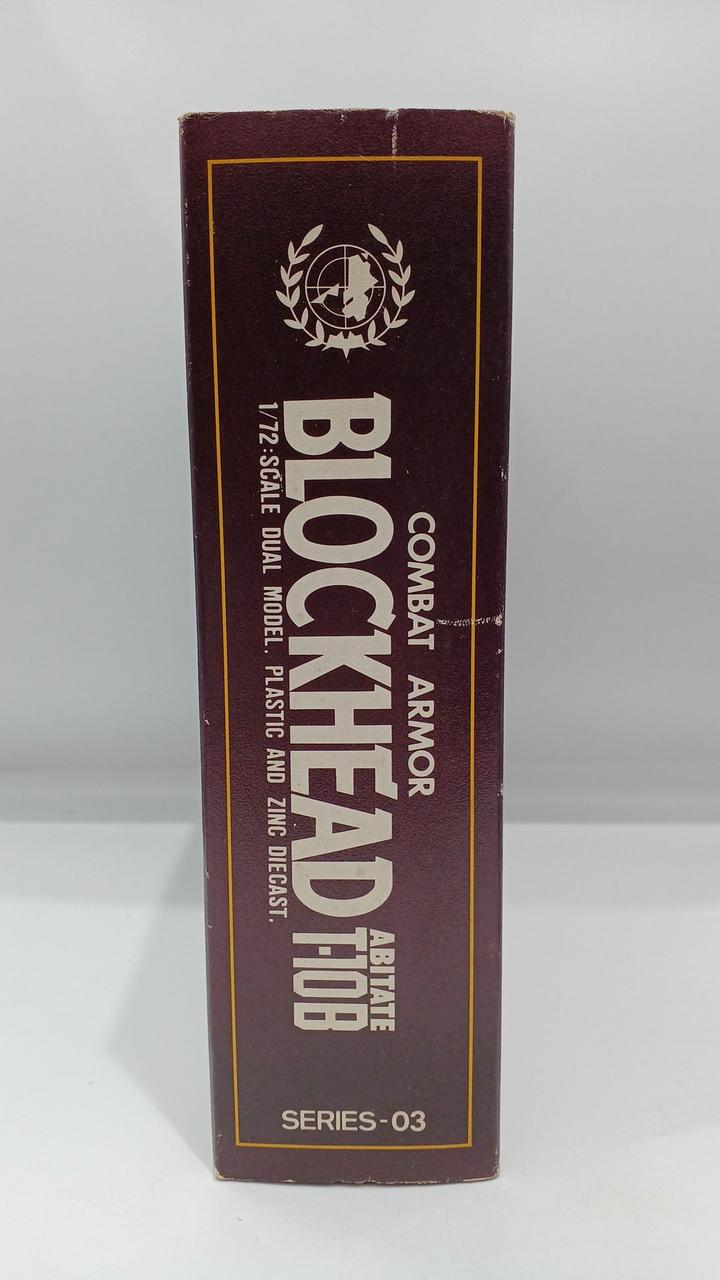 COMBAT ARMOR
BLOCKHEAD
ABITATE
T-10B
1/72:SCALE DUAL MODEL. PLASTIC AND ZINC DIECAST.
SERIES-03